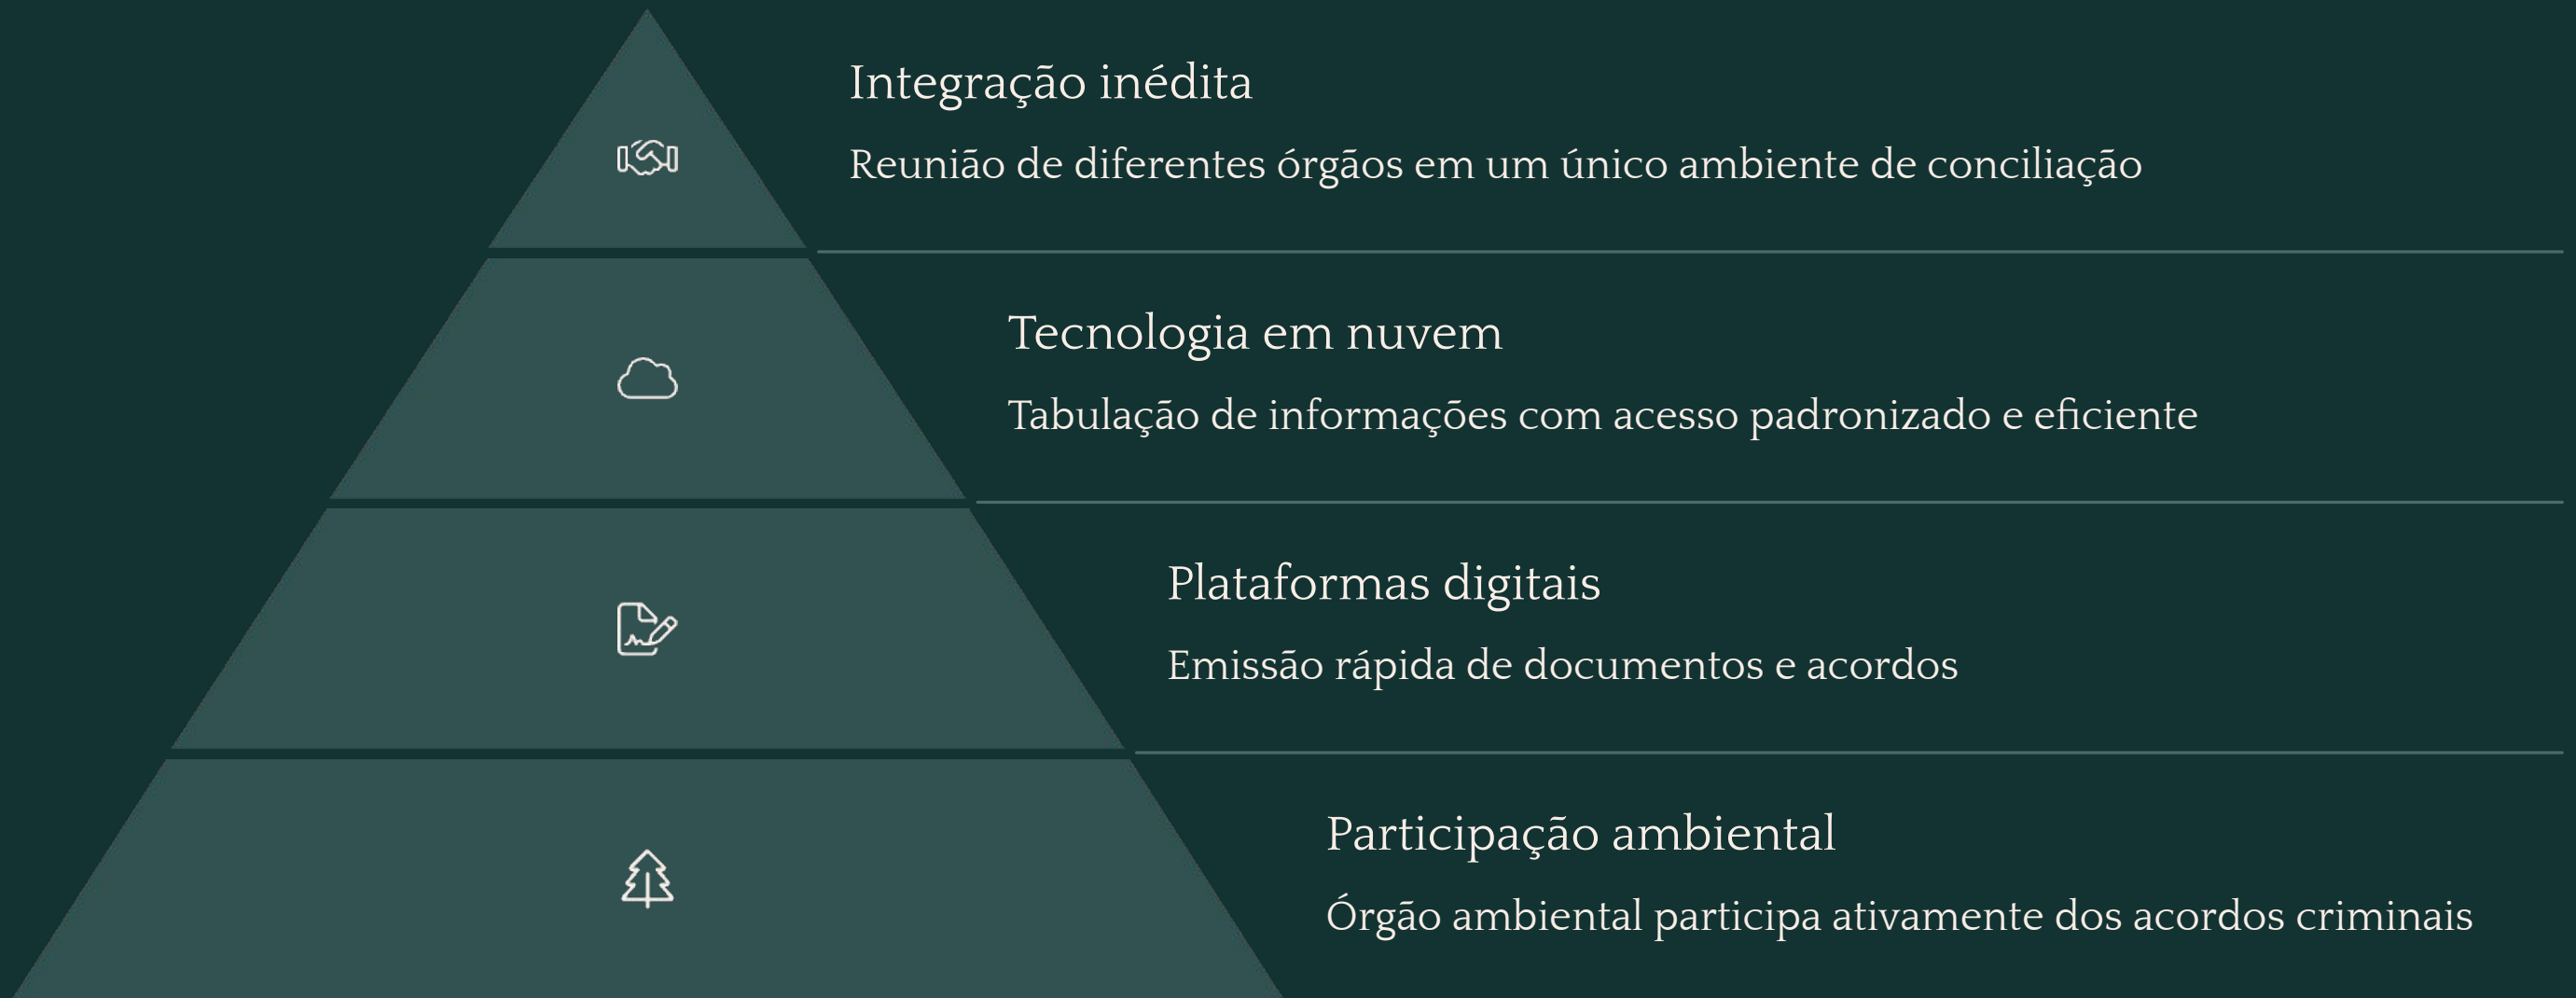 Integração inédita
Reunião de diferentes órgãos em um único ambiente de conciliação
Tecnologia em nuvem
Tabulação de informações com acesso padronizado e eficiente
Plataformas digitais
Emissão rápida de documentos e acordos
Participação ambiental
Órgão ambiental participa ativamente dos acordos criminais